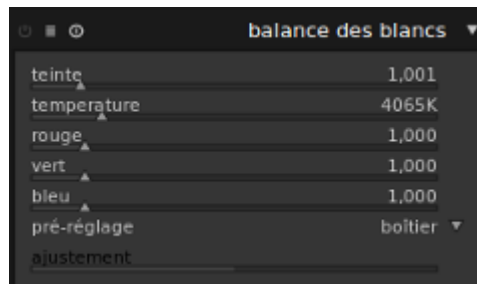 balance des blancs
teinte 1,001
temperature 4065K
rouge 1,000
vert 1,000
bleu 1,000
pré-réglage boîtier
ajustement